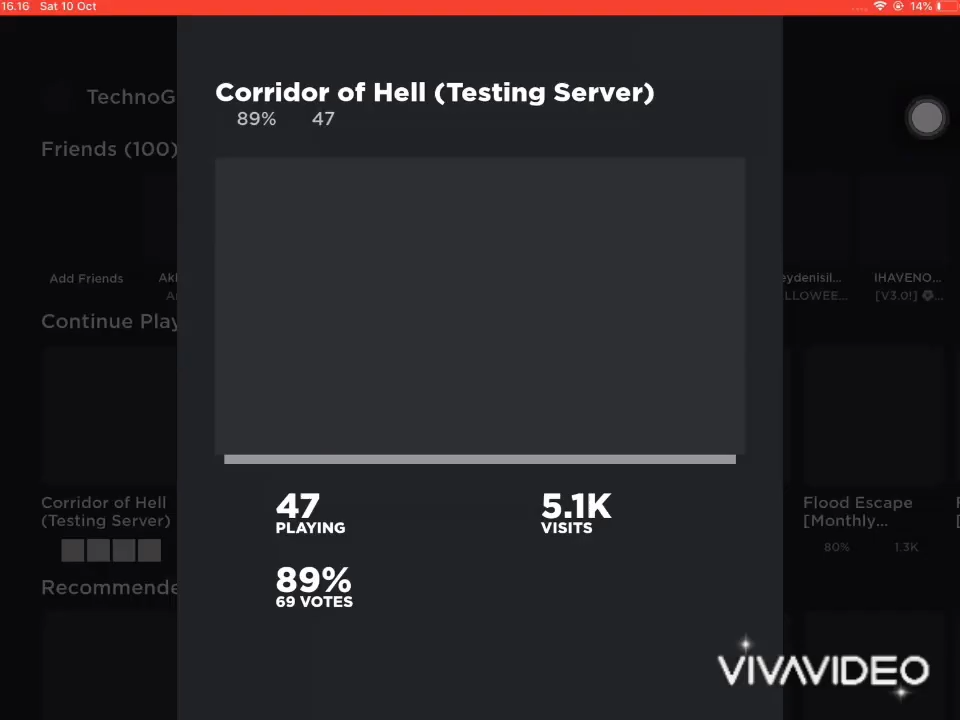 16.16 Sat 10 Oct 14%
Corridor of Hell (Testing Server)
89% 47
TechnoG
Friends (100)
Add Friends
eydenisil...
LLOWEE...
IHAVENO...
[V3.0!]
Continue Play
47
PLAYING
5.1K
VISITS
89%
69 VOTES
Corridor of Hell
(Testing Server)
Flood Escape
[Monthly...
80% 1.3K
Recommende
VIVAVIDEO